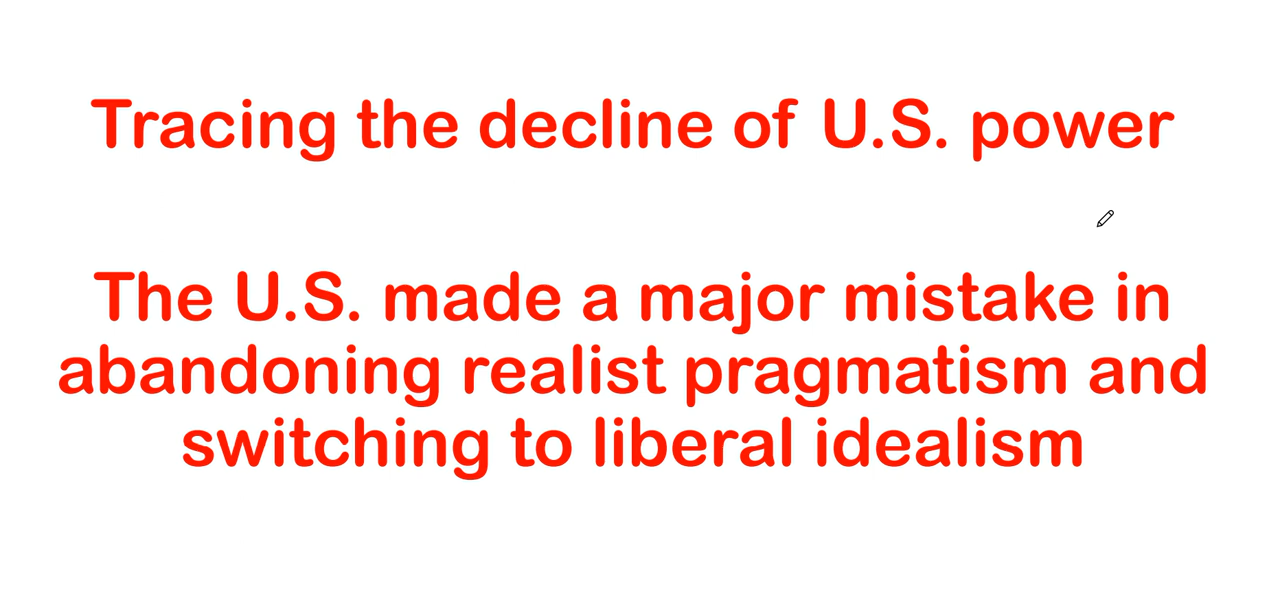 Tracing the decline of U.S. power
The U.S. made a major mistake in
abandoning realist pragmatism and
switching to liberal idealism